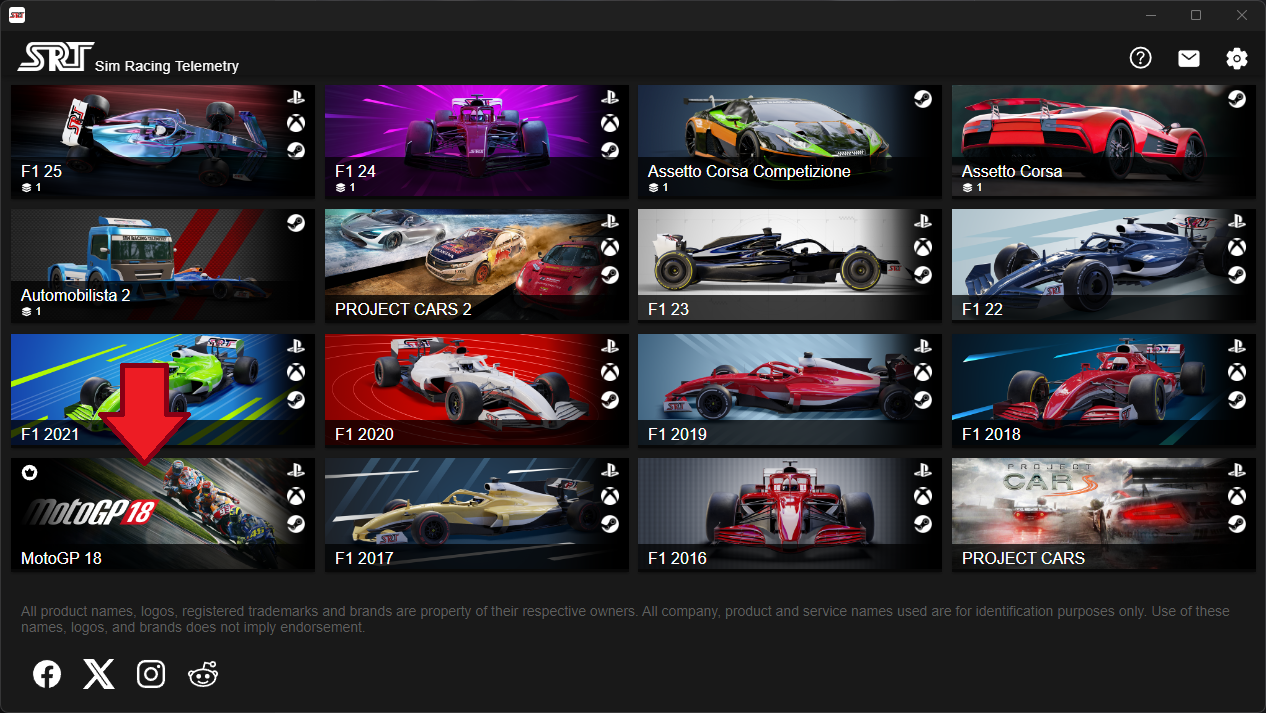 SRT Sim Racing Telemetry
F1 25
1
F1 24
1
Assetto Corsa Competizione
1
Assetto Corsa
1
SIM RACING TELEMETRY
Automobilista 2
1
PROJECT CARS 2
F1 23
F1 22
F1 2021
F1 2020
F1 2019
F1 2018
MotoGP 18
MotoGP 18
F1 2017
F1 2016
PROJECT
CARS
PROJECT CARS
All product names, logos, registered trademarks and brands are property of their respective owners. All company, product and service names used are for identification purposes only. Use of these
names, logos, and brands does not imply endorsement.